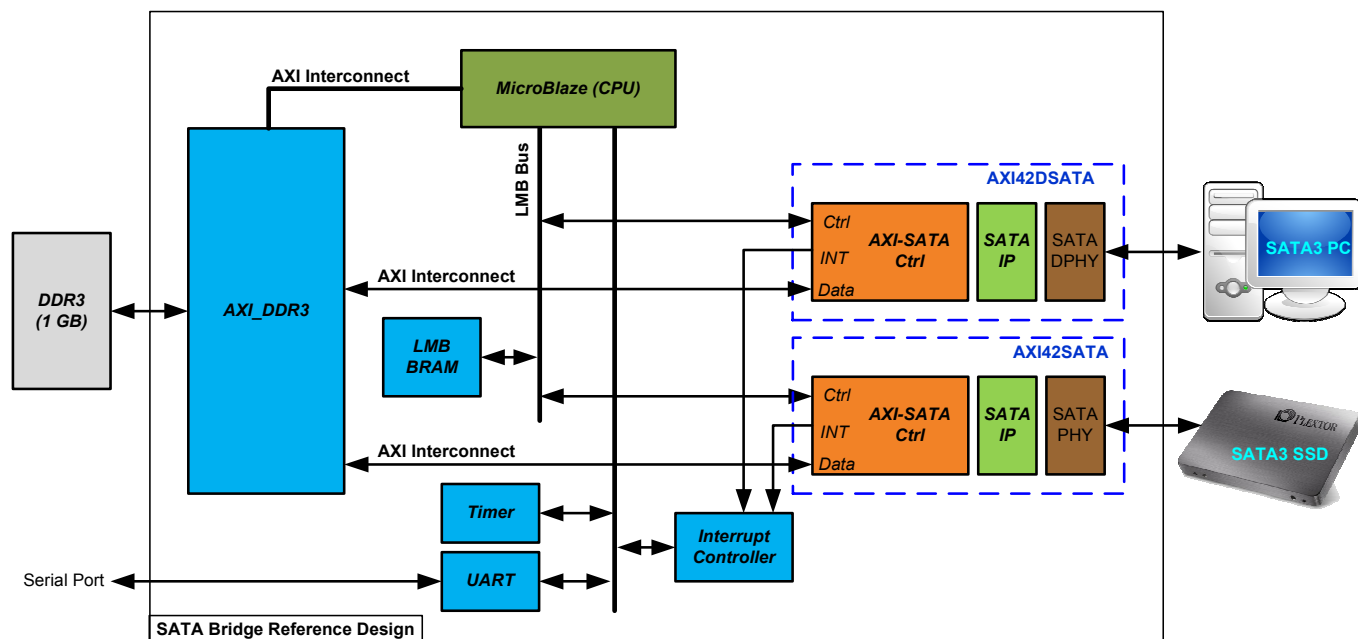 AXI Interconnect
MicroBlaze (CPU)
LMB Bus
AXI42DSATA
Ctrl
INT
Data
AXI-SATA
Ctrl
SATA
IP
SATA
DPHY
SATA3 PC
DDR3
(1 GB)
AXI_DDR3
AXI Interconnect
LMB
BRAM
AXI42SATA
Ctrl
INT
Data
AXI-SATA
Ctrl
SATA
IP
SATA
PHY
PLEXTOR
SATA3 SSD
AXI Interconnect
Timer
Interrupt
Controller
Serial Port
UART
SATA Bridge Reference Design